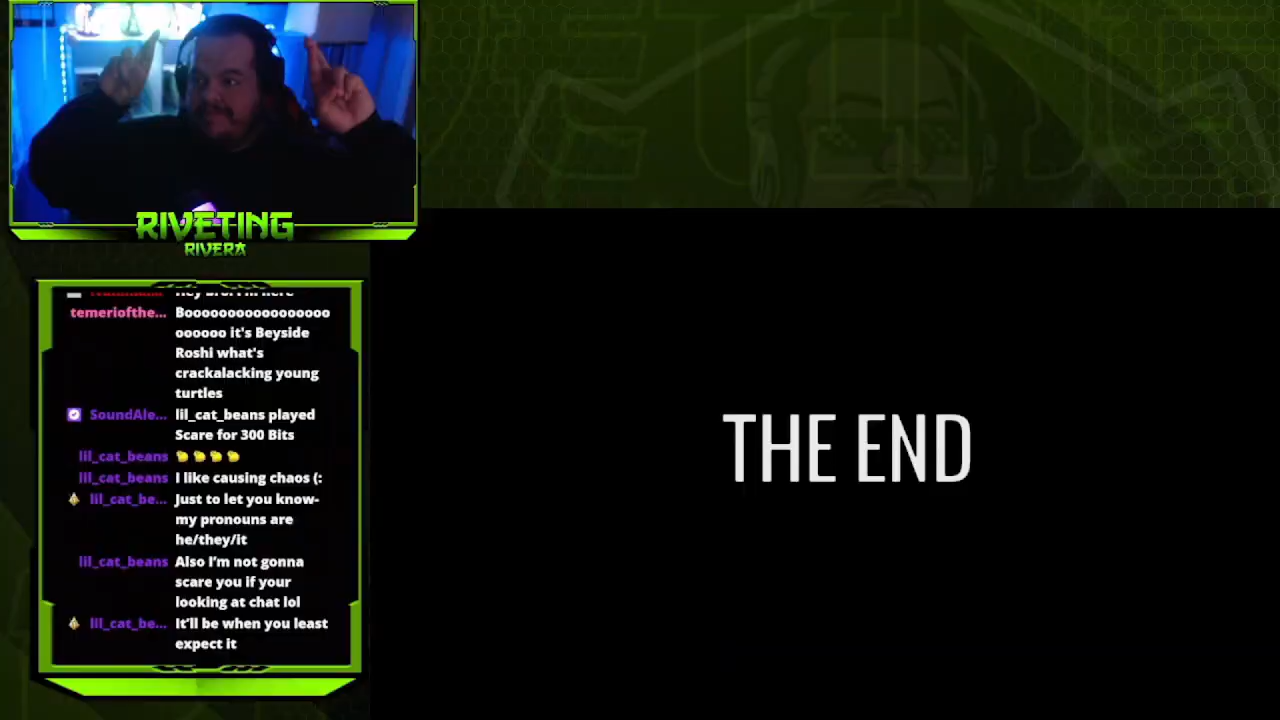 RIVETING
RIVERA
Hey bro! I'm here
temeriofthe... Booooooooooooooooo
oooooo it's Beyside
Roshi what's
crackalacking young
turtles
SoundAle... lil_cat_beans played
Scare for 300 Bits
lil_cat_beans
lil_cat_beans I like causing chaos (:
lil_cat_be... Just to let you know-
my pronouns are
he/they/it
lil_cat_beans Also I'm not gonna
scare you if your
looking at chat lol
lil_cat_be... It'll be when you least
expect it
THE END